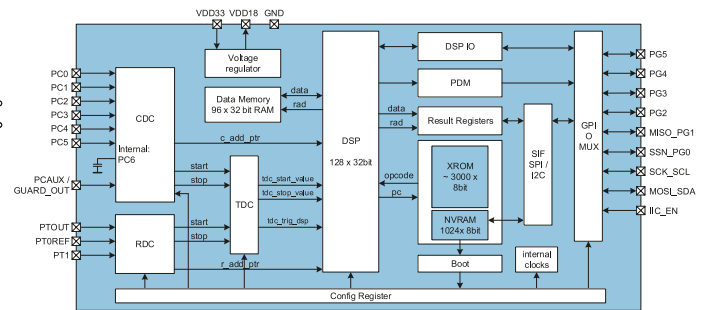 VDD33 VDD18 GND
Voltage
regulator
Data Memory
96 x 32 bit RAM
data
rad
PC0
PC1
PC2
PC3
PC4
PC5
CDC
Internal:
PC6
PCAUX /
GUARD_OUT
c_add_ptr
start
stop
TDC
tdc_start_value
tdc_stop_value
tdc_trig_dsp
PTOUT
PT0REF
PT1
RDC
start
stop
r_add_ptr
DSP
128 x 32bit
DSP IO
PDM
data
rad
Result Registers
opcode
pc
XROM
~ 3000 x
8bit
NVRAM
1024x 8bit
SIF
SPI /
I2C
Boot
internal
clocks
GPI
O
MUX
PG5
PG4
PG3
PG2
MISO_PG1
SSN_PG0
SCK_SCL
MOSI_SDA
IIC_EN
Config Register